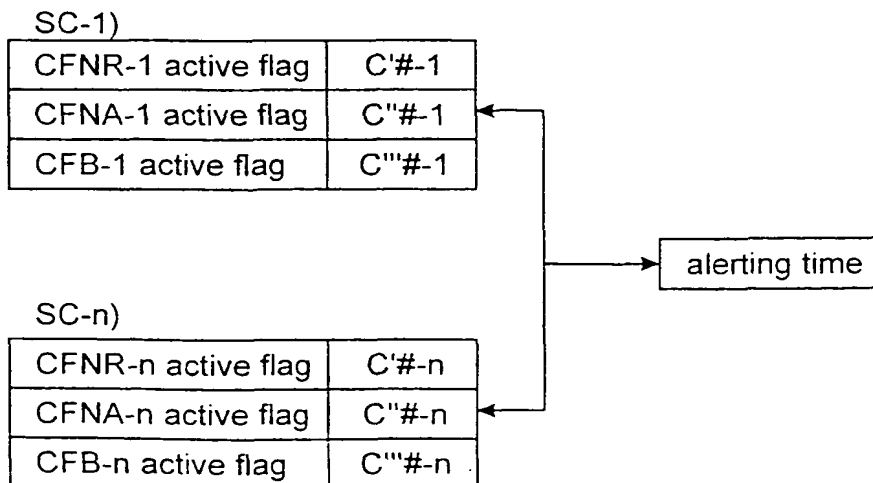 SC-1)
CFNR-1 active flag C'#-1
CFNA-1 active flag C"#-1
CFB-1 active flag C"'#-1
alerting time
SC-n)
CFNR-n active flag C'#-n
CFNA-n active flag C"#-n
CFB-n active flag C"'#-n